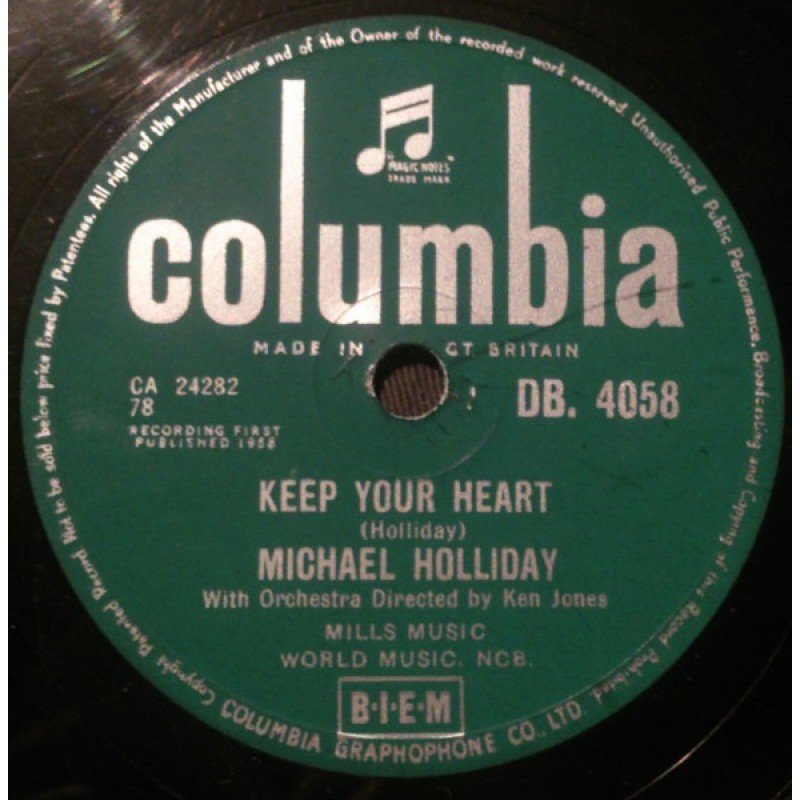 "MAGIC NOTES"
TRADE MARK
columbia
MADE IN GT BRITAIN
CA 24282
78
DB. 4058
RECORDING FIRST
PUBLISHED 1958
KEEP YOUR HEART
(Holliday)
MICHAEL HOLLIDAY
With Orchestra Directed by Ken Jones
MILLS MUSIC
WORLD MUSIC. NCB.
B·I·E·M
COLUMBIA GRAPHOPHONE CO., LTD.
Copyright Patented Record Not to be sold below price fixed by Patentees. All rights of the Manufacturer and of the Owner of the recorded work reserved. Unauthorised Public Performance, Broadcasting and Copying of this Record Prohibited.